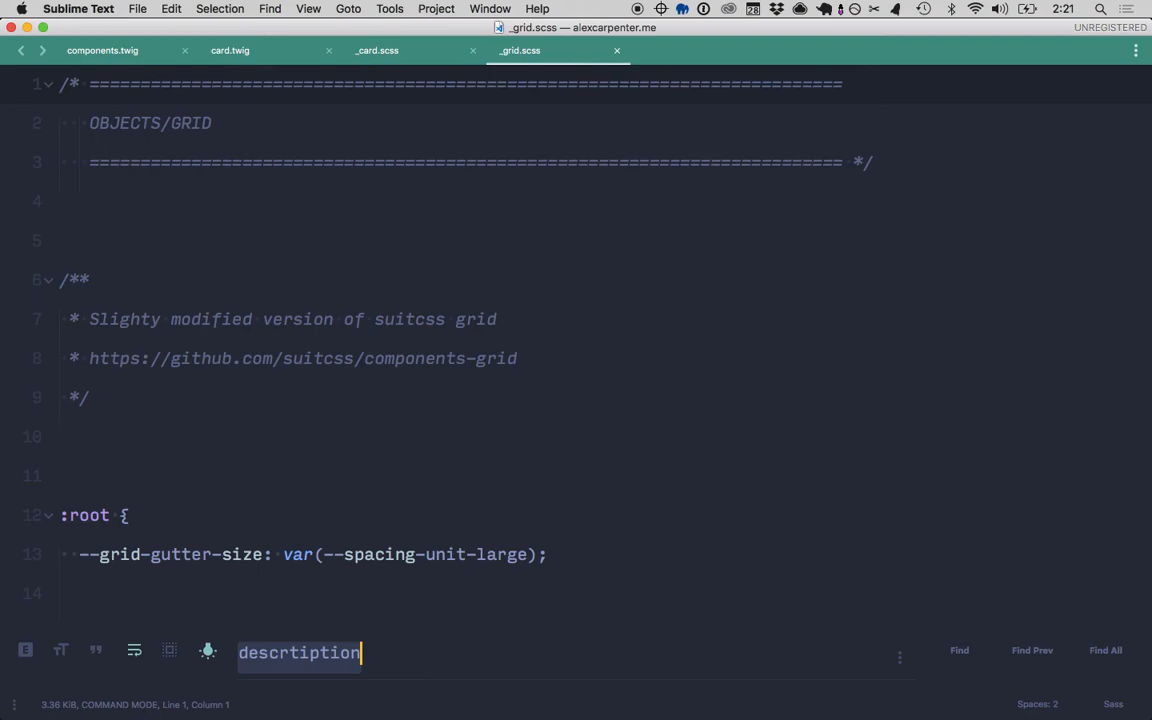 Sublime Text File Edit Selection Find View Goto Tools Project Window Help 28 2:21
_grid.scss — alexcarpenter.me UNREGISTERED
components.twig × card.twig × _card.scss × _grid.scss ×
1 /* ==========================================================================
2 OBJECTS/GRID
3 ========================================================================== */
4
5
6 /**
7 * Slighty modified version of suitcss grid
8 * https://github.com/suitcss/components-grid
9 */
10
11
12 :root {
13 --grid-gutter-size: var(--spacing-unit-large);
14
descrtiption Find Find Prev Find All
3.36 KiB, COMMAND MODE, Line 1, Column 1 Spaces: 2 Sass